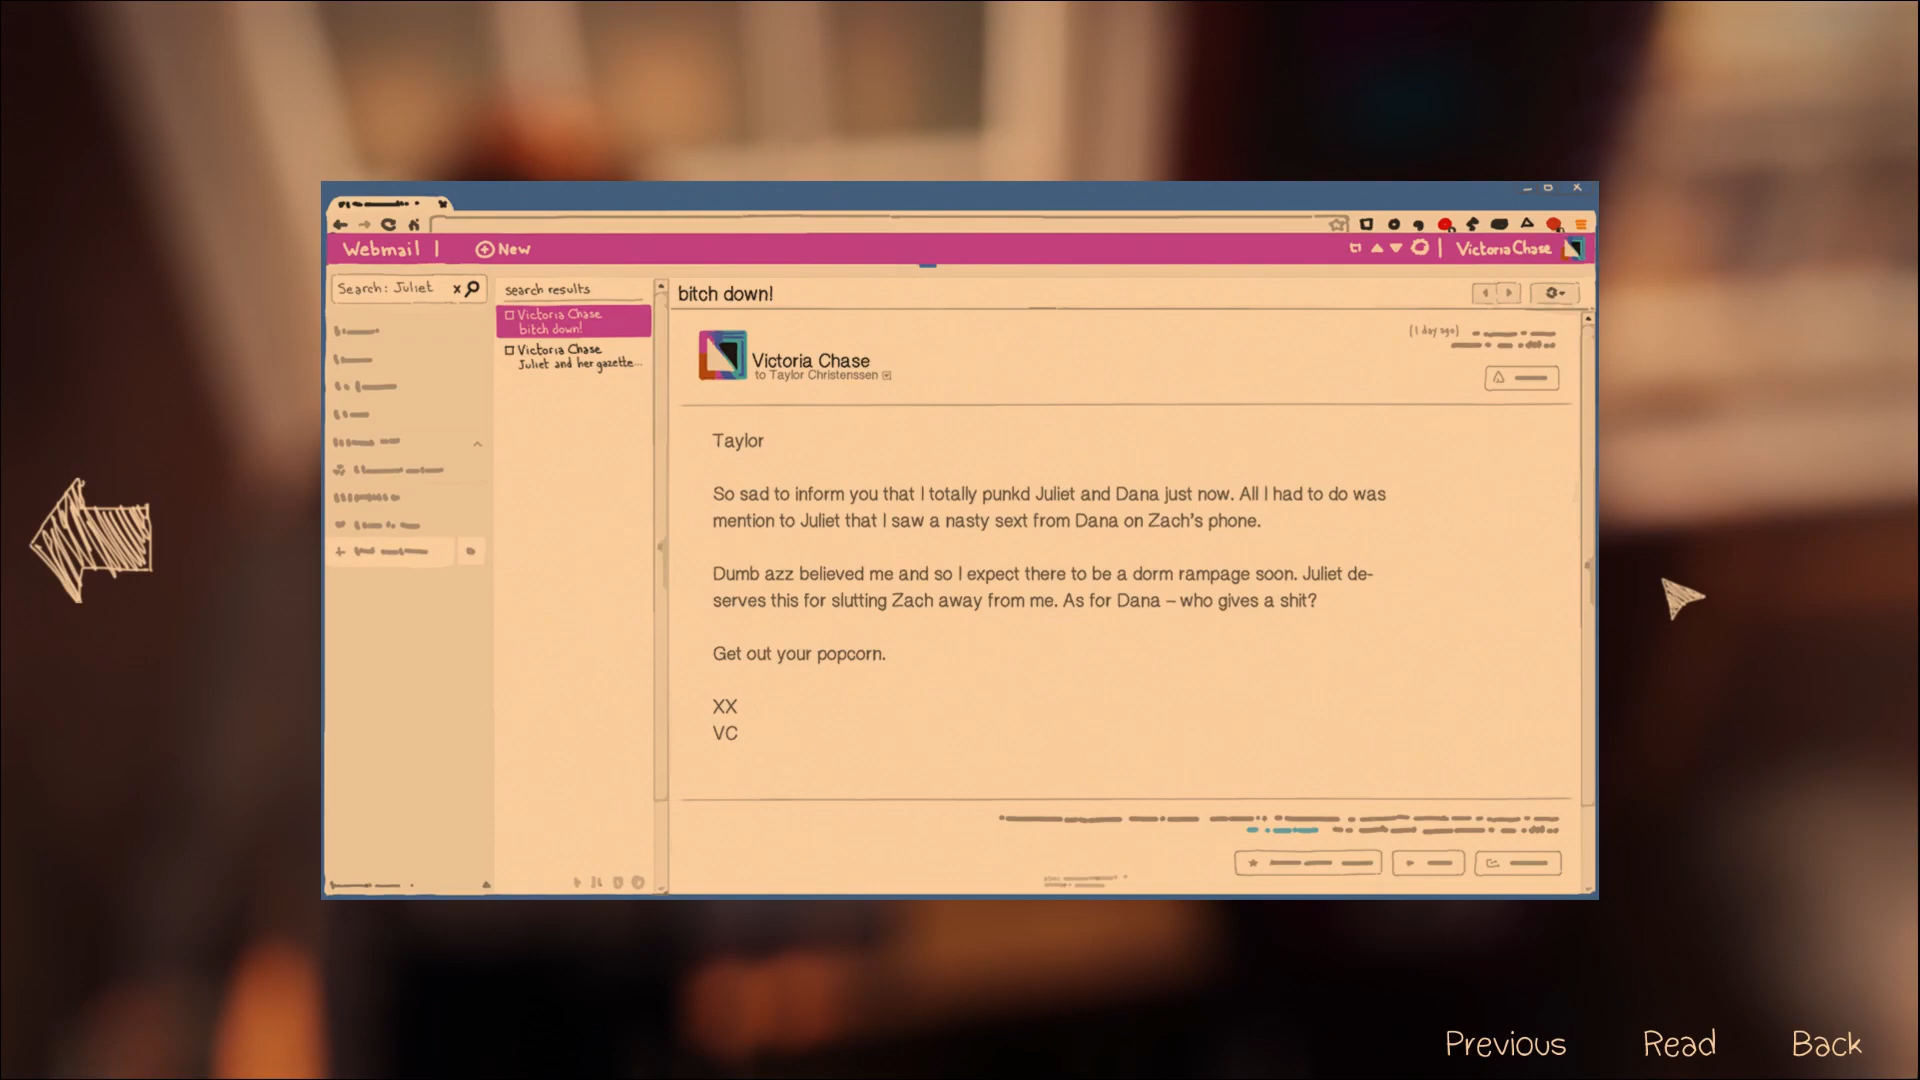 Webmail |
New
Victoria Chase
Search: Juliet x
search results
Victoria Chase
bitch down!
Victoria Chase
Juliet and her gazette...
bitch down!
(1 day ago)
Victoria Chase
to Taylor Christenssen
Taylor
So sad to inform you that I totally punkd Juliet and Dana just now. All I had to do was
mention to Juliet that I saw a nasty sext from Dana on Zach's phone.
Dumb azz believed me and so I expect there to be a dorm rampage soon. Juliet de-
serves this for slutting Zach away from me. As for Dana – who gives a shit?
Get out your popcorn.
XX
VC
Previous
Read
Back